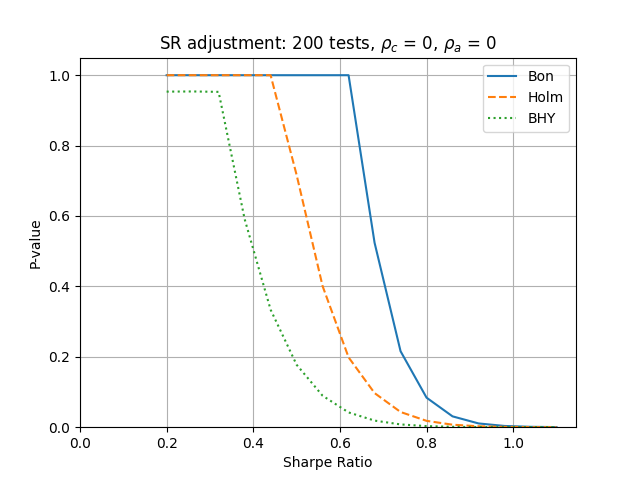 SR adjustment: 200 tests, ρc = 0, ρa = 0
Bon
Holm
BHY
P-value
1.0
0.8
0.6
0.4
0.2
0.0
0.0 0.2 0.4 0.6 0.8 1.0
Sharpe Ratio